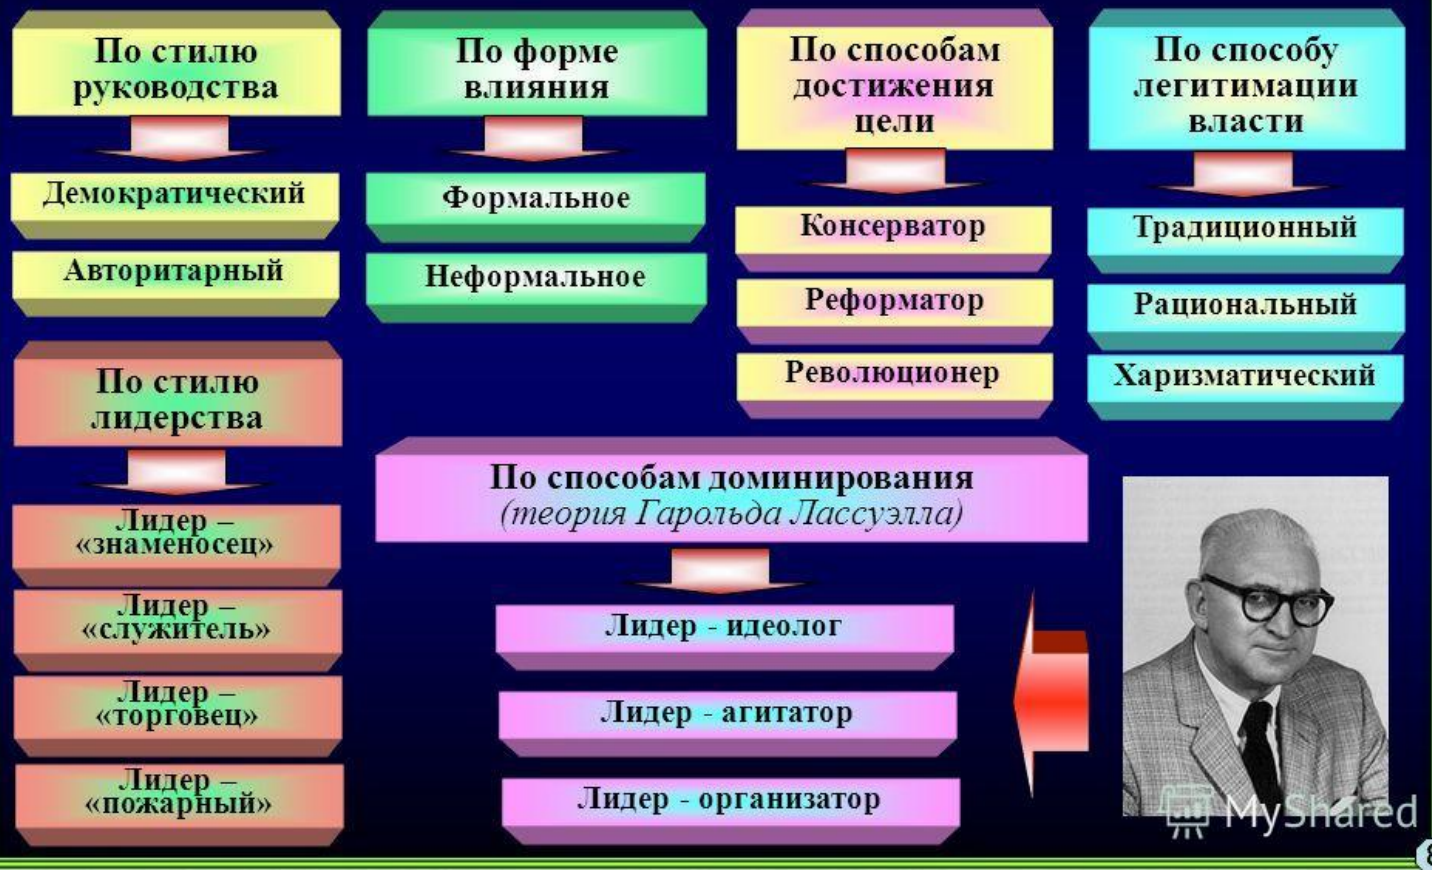 По стилю
руководства
Демократический
Авторитарный
По форме
влияния
Формальное
Неформальное
По способам
достижения
цели
Консерватор
Реформатор
Революционер
По способу
легитимации
власти
Традиционный
Рациональный
Харизматический
По стилю
лидерства
Лидер –
«знаменосец»
Лидер –
«служитель»
Лидер –
«торговец»
Лидер –
«пожарный»
По способам доминирования
(теория Гарольда Лассуэлла)
Лидер - идеолог
Лидер - агитатор
Лидер - организатор
MyShared